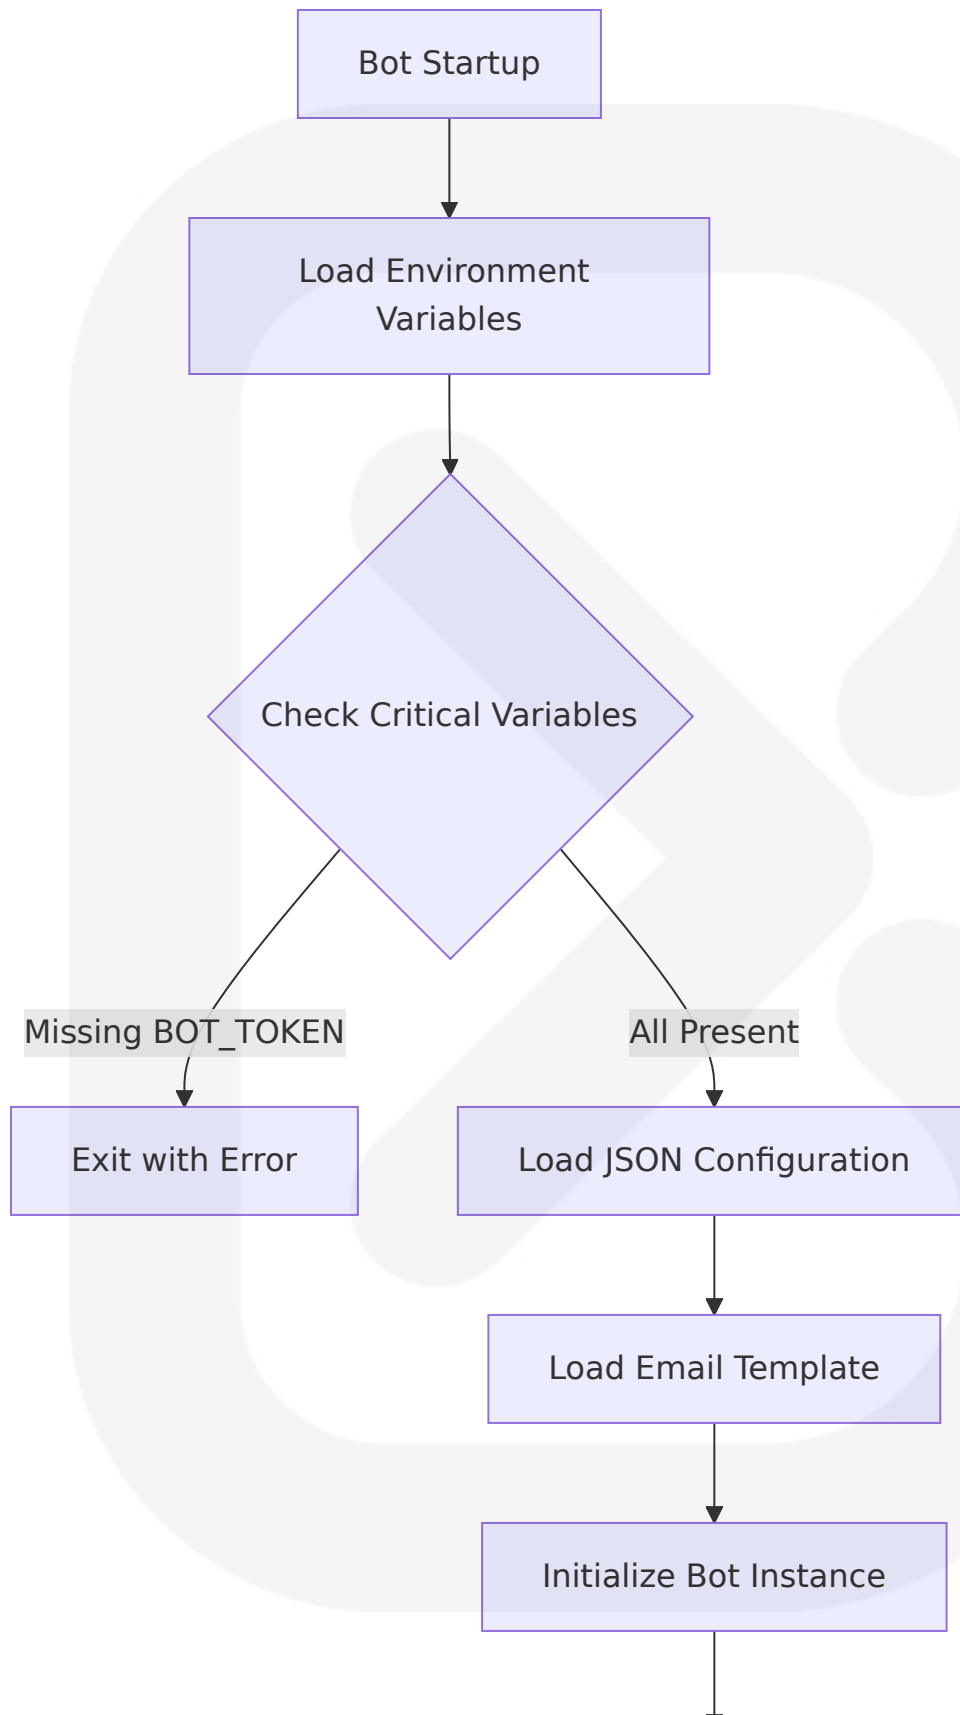 Bot Startup
Load Environment
Variables
Check Critical Variables
Missing BOT_TOKEN
All Present
Exit with Error
Load JSON Configuration
Load Email Template
Initialize Bot Instance